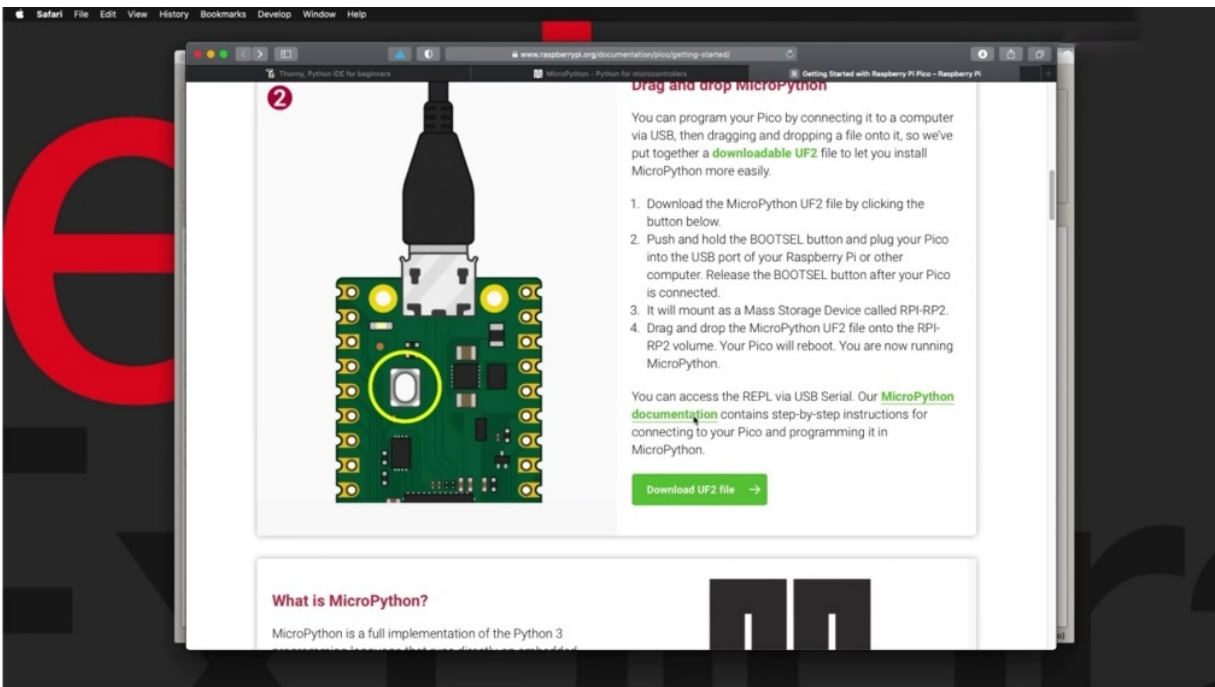 Safari File Edit View History Bookmarks Develop Window Help
www.raspberrypi.org/documentation/pico/getting-started/
Thonny, Python IDE for beginners
MicroPython - Python for microcontrollers
Getting Started with Raspberry Pi Pico – Raspberry Pi
2
Drag and drop MicroPython
You can program your Pico by connecting it to a computer
via USB, then dragging and dropping a file onto it, so we've
put together a downloadable UF2 file to let you install
MicroPython more easily.
1. Download the MicroPython UF2 file by clicking the
button below.
2. Push and hold the BOOTSEL button and plug your Pico
into the USB port of your Raspberry Pi or other
computer. Release the BOOTSEL button after your Pico
is connected.
3. It will mount as a Mass Storage Device called RPI-RP2.
4. Drag and drop the MicroPython UF2 file onto the RPI-
RP2 volume. Your Pico will reboot. You are now running
MicroPython.
You can access the REPL via USB Serial. Our MicroPython
documentation contains step-by-step instructions for
connecting to your Pico and programming it in
MicroPython.
Download UF2 file →
What is MicroPython?
MicroPython is a full implementation of the Python 3
programming language that runs directly on embedded